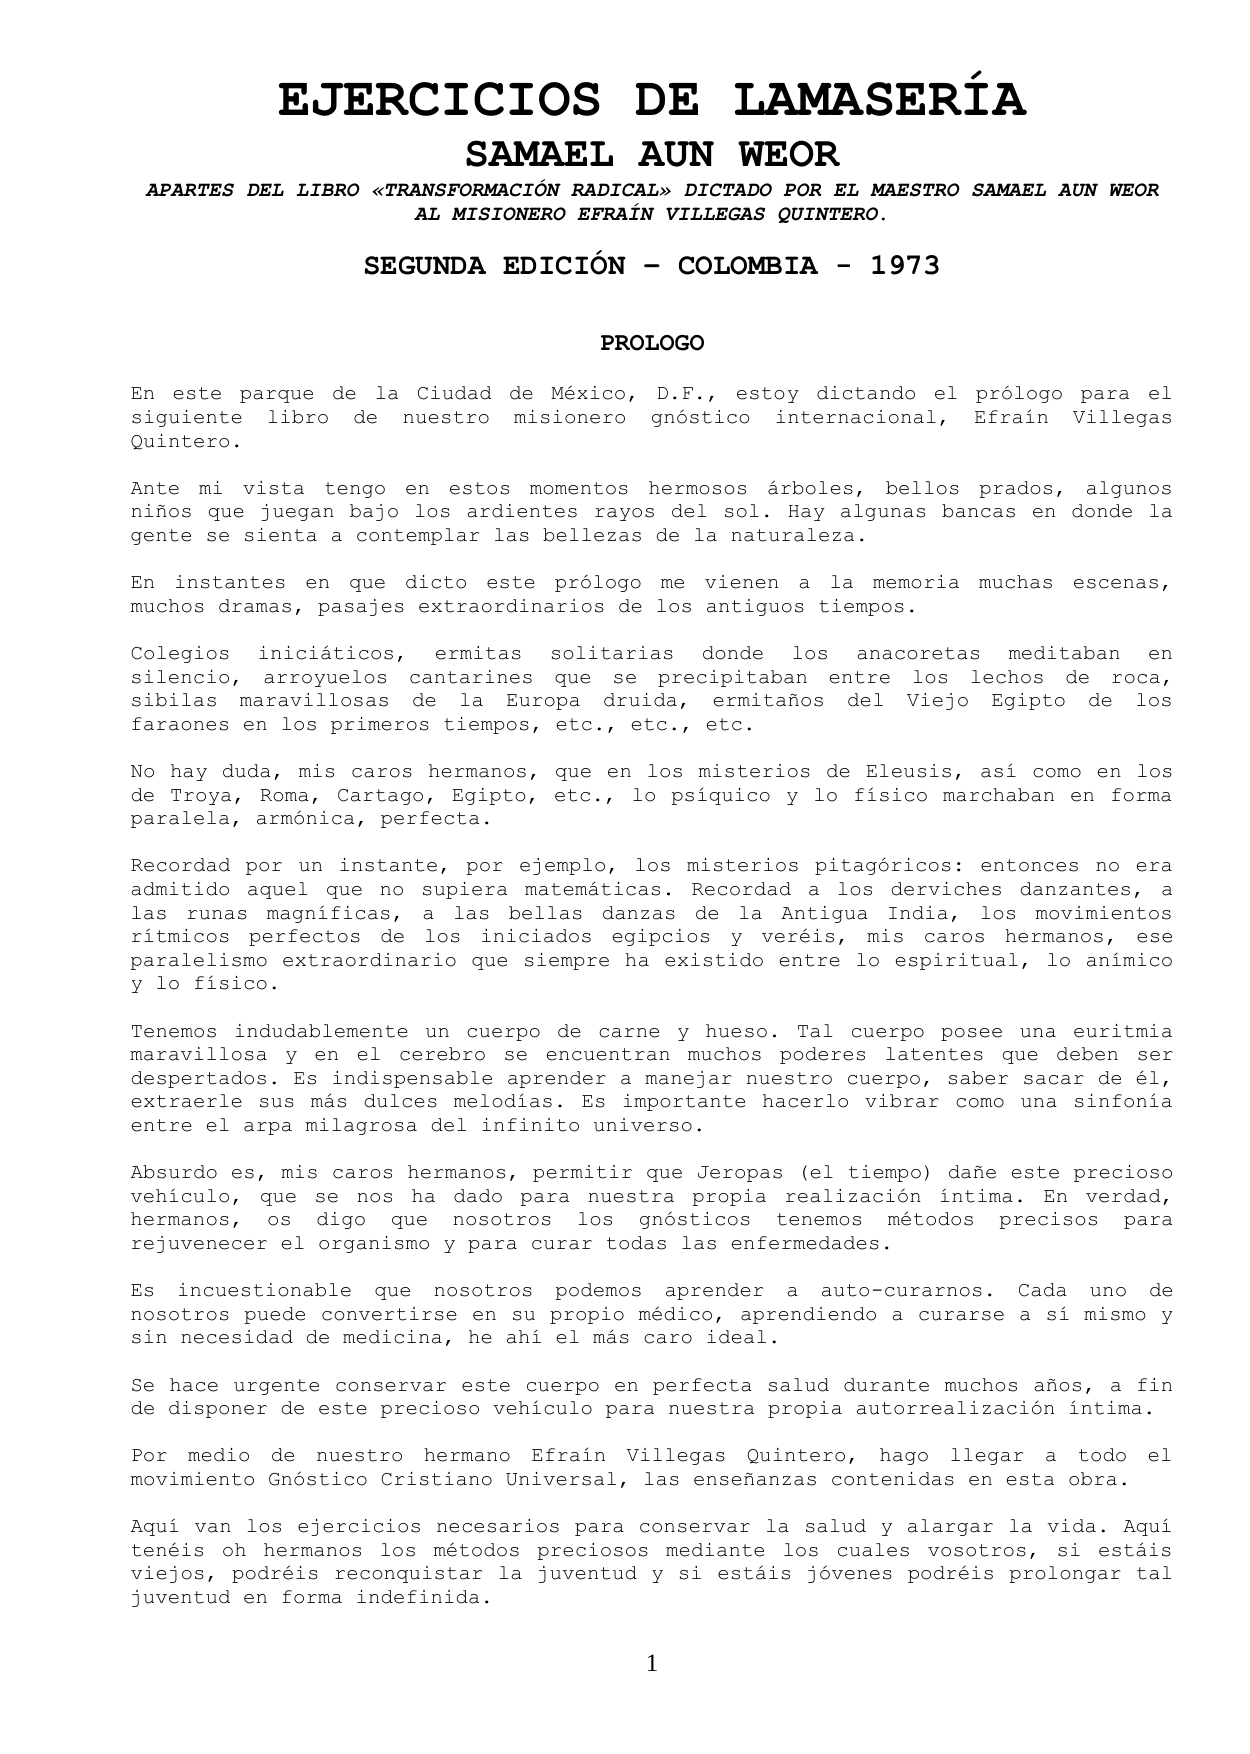 EJERCICIOS DE LAMASERÍA
SAMAEL AUN WEOR
APARTES DEL LIBRO «TRANSFORMACIÓN RADICAL» DICTADO POR EL MAESTRO SAMAEL AUN WEOR
AL MISIONERO EFRAÍN VILLEGAS QUINTERO.
SEGUNDA EDICIÓN – COLOMBIA - 1973
PROLOGO
En este parque de la Ciudad de México, D.F., estoy dictando el prólogo para el
siguiente libro de nuestro misionero gnóstico internacional, Efraín Villegas
Quintero.
Ante mi vista tengo en estos momentos hermosos árboles, bellos prados, algunos
niños que juegan bajo los ardientes rayos del sol. Hay algunas bancas en donde la
gente se sienta a contemplar las bellezas de la naturaleza.
En instantes en que dicto este prólogo me vienen a la memoria muchas escenas,
muchos dramas, pasajes extraordinarios de los antiguos tiempos.
Colegios iniciáticos, ermitas solitarias donde los anacoretas meditaban en
silencio, arroyuelos cantarines que se precipitaban entre los lechos de roca,
sibilas maravillosas de la Europa druida, ermitaños del Viejo Egipto de los
faraones en los primeros tiempos, etc., etc., etc.
No hay duda, mis caros hermanos, que en los misterios de Eleusis, así como en los
de Troya, Roma, Cartago, Egipto, etc., lo psíquico y lo físico marchaban en forma
paralela, armónica, perfecta.
Recordad por un instante, por ejemplo, los misterios pitagóricos: entonces no era
admitido aquel que no supiera matemáticas. Recordad a los derviches danzantes, a
las runas magníficas, a las bellas danzas de la Antigua India, los movimientos
rítmicos perfectos de los iniciados egipcios y veréis, mis caros hermanos, ese
paralelismo extraordinario que siempre ha existido entre lo espiritual, lo anímico
y lo físico.
Tenemos indudablemente un cuerpo de carne y hueso. Tal cuerpo posee una euritmia
maravillosa y en el cerebro se encuentran muchos poderes latentes que deben ser
despertados. Es indispensable aprender a manejar nuestro cuerpo, saber sacar de él,
extraerle sus más dulces melodías. Es importante hacerlo vibrar como una sinfonía
entre el arpa milagrosa del infinito universo.
Absurdo es, mis caros hermanos, permitir que Jeropas (el tiempo) dañe este precioso
vehículo, que se nos ha dado para nuestra propia realización íntima. En verdad,
hermanos, os digo que nosotros los gnósticos tenemos métodos precisos para
rejuvenecer el organismo y para curar todas las enfermedades.
Es incuestionable que nosotros podemos aprender a auto-curarnos. Cada uno de
nosotros puede convertirse en su propio médico, aprendiendo a curarse a sí mismo y
sin necesidad de medicina, he ahí el más caro ideal.
Se hace urgente conservar este cuerpo en perfecta salud durante muchos años, a fin
de disponer de este precioso vehículo para nuestra propia autorrealización íntima.
Por medio de nuestro hermano Efraín Villegas Quintero, hago llegar a todo el
movimiento Gnóstico Cristiano Universal, las enseñanzas contenidas en esta obra.
Aquí van los ejercicios necesarios para conservar la salud y alargar la vida. Aquí
tenéis oh hermanos los métodos preciosos mediante los cuales vosotros, si estáis
viejos, podréis reconquistar la juventud y si estáis jóvenes podréis prolongar tal
juventud en forma indefinida.
1